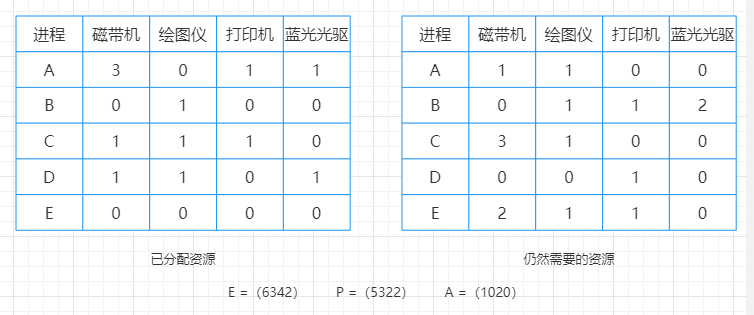 进程 磁带机 绘图仪 打印机 蓝光光驱
A 3 0 1 1
B 0 1 0 0
C 1 1 1 0
D 1 1 0 1
E 0 0 0 0
已分配资源
进程 磁带机 绘图仪 打印机 蓝光光驱
A 1 1 0 0
B 0 1 1 2
C 3 1 0 0
D 0 0 1 0
E 2 1 1 0
仍然需要的资源
E =（6342） P =（5322） A =（1020）